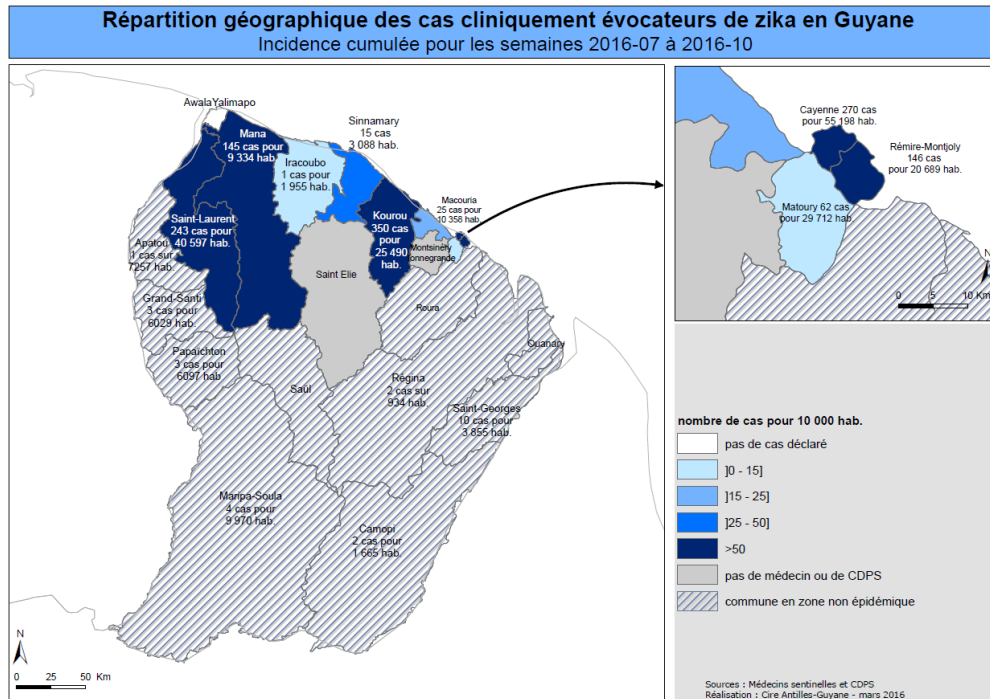 Répartition géographique des cas cliniquement évocateurs de zika en Guyane
Incidence cumulée pour les semaines 2016-07 à 2016-10
AwalaYalimapo
Mana
145 cas pour
9 334 hab.
Iracoubo
1 cas pour
1 955 hab.
Sinnamary
15 cas
3 088 hab.
Saint-Laurent
243 cas pour
40 597 hab.
Kourou
350 cas
pour
25 490
hab.
Macouria
25 cas pour
10 358 hab.
Montsinéry
Tonnegrande
Apatou
1 cas sur
7257 hab.
Saint Elie
Grand-Santi
3 cas pour
6029 hab.
Roura
Papaïchton
3 cas pour
6097 hab
Saül
Ouanary
Régina
2 cas sur
934 hab.
Saint-Georges
10 cas pour
3 855 hab.
Maripa-Soula
4 cas pour
9 970 hab.
Camopi
2 cas pour
1 665 hab.
N
0 25 50 Km
Cayenne 270 cas
pour 55 198 hab.
Rémire-Montjoly
146 cas
pour 20 689 hab.
Matoury 62 cas
pour 29 712 hab.
N
0 5 10 Km
nombre de cas pour 10 000 hab.
pas de cas déclaré
]0 - 15]
]15 - 25]
]25 - 50]
>50
pas de médecin ou de CDPS
commune en zone non épidémique
Sources : Médecins sentinelles et CDPS
Réalisation : Cire Antilles-Guyane - mars 2016